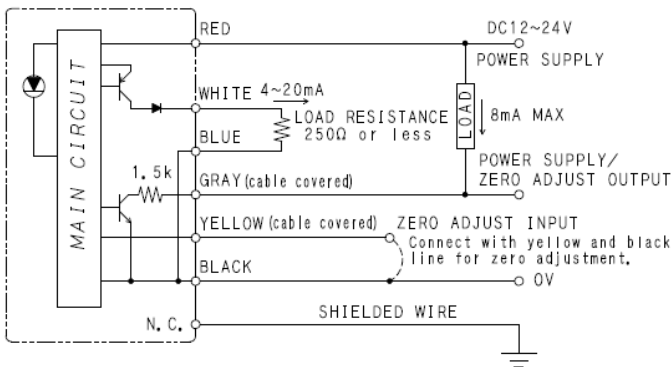 RED
DC12~24V
POWER SUPPLY
MAIN CIRCUIT
WHITE
4~20mA
LOAD RESISTANCE
250Ω or less
LOAD
8mA MAX
BLUE
1.5k
GRAY (cable covered)
POWER SUPPLY/
ZERO ADJUST OUTPUT
YELLOW (cable covered)
ZERO ADJUST INPUT
Connect with yellow and black
line for zero adjustment.
BLACK
0V
N.C.
SHIELDED WIRE